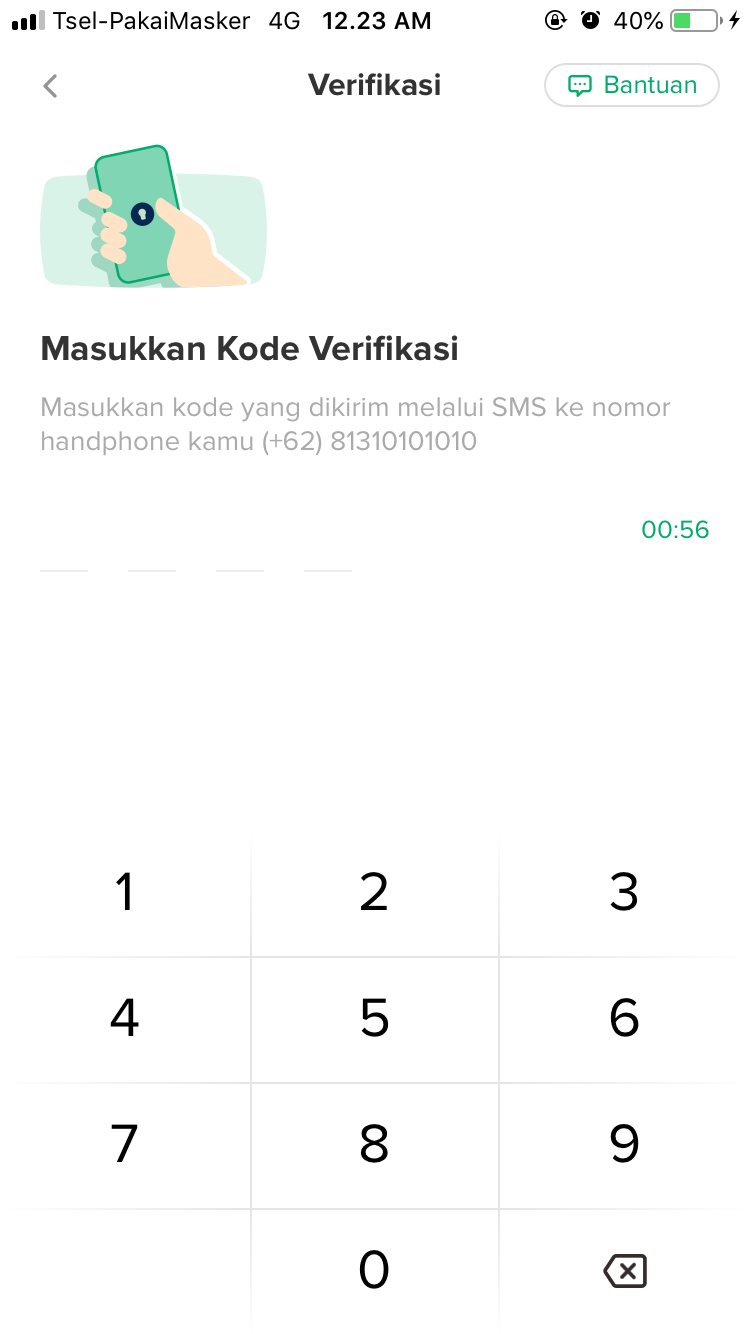 Tsel-PakaiMasker 4G 12.23 AM 40%
Verifikasi
Bantuan
Masukkan Kode Verifikasi
Masukkan kode yang dikirim melalui SMS ke nomor
handphone kamu (+62) 81310101010
00:56
1 2 3
4 5 6
7 8 9
0